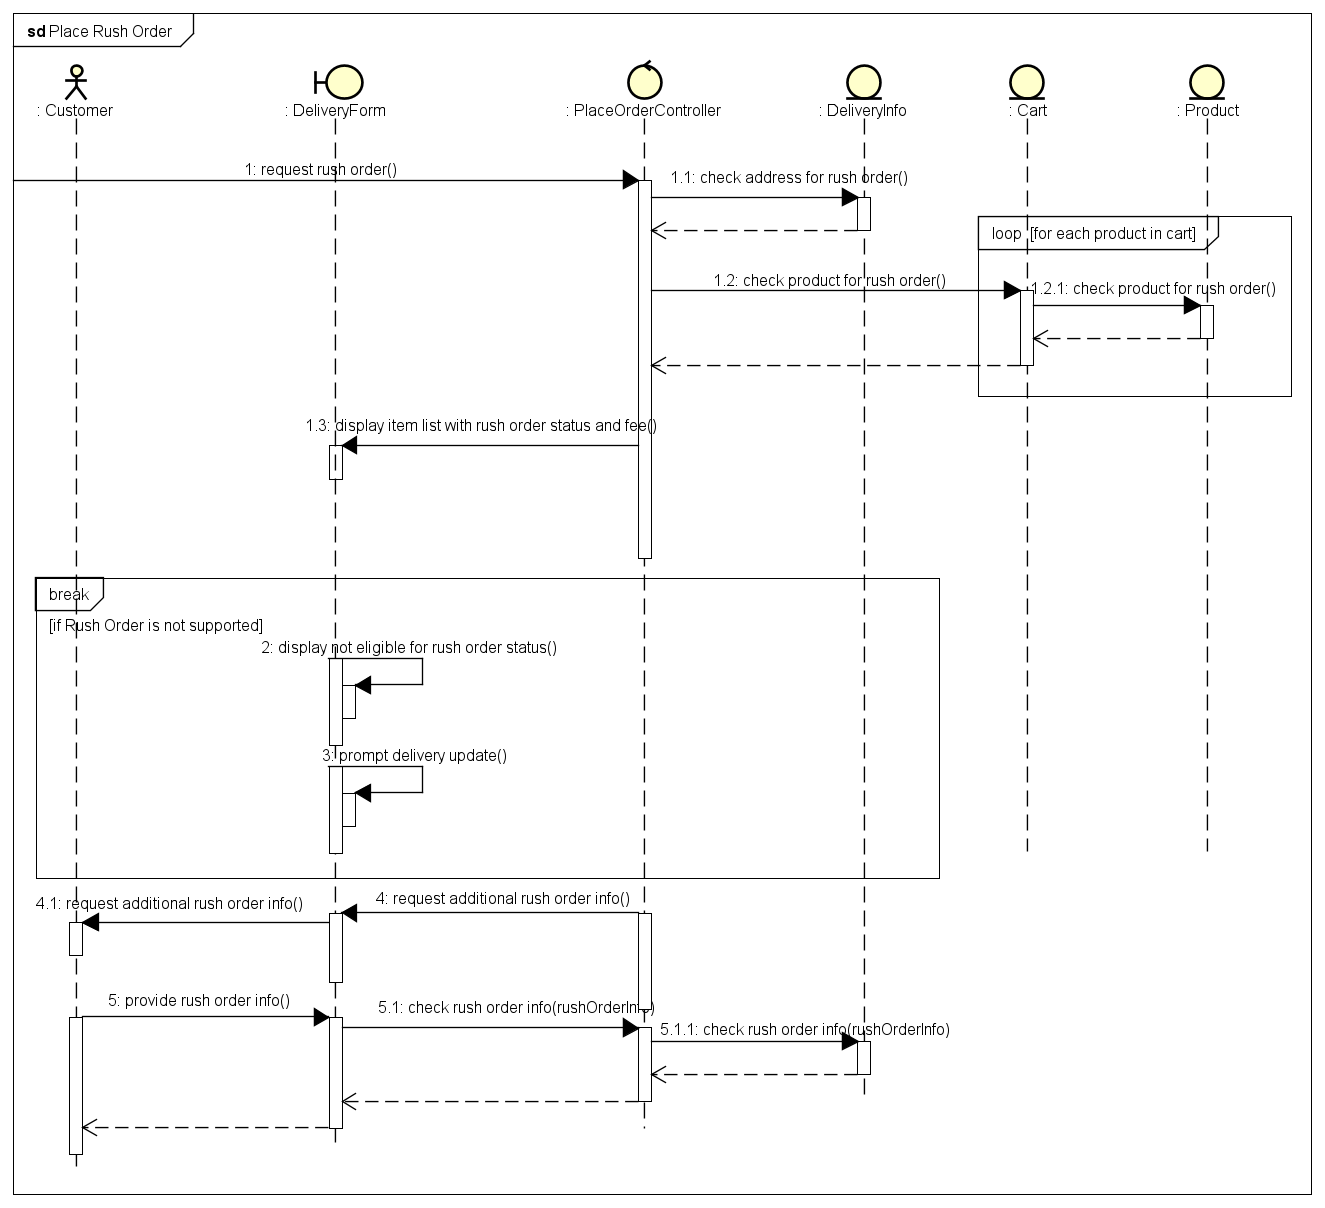 sd Place Rush Order
: Customer
: DeliveryForm
: PlaceOrderController
: DeliveryInfo
: Cart
: Product
1: request rush order()
1.1: check address for rush order()
loop [for each product in cart]
1.2: check product for rush order()
1.2.1: check product for rush order()
1.3: display item list with rush order status and fee()
break
[if Rush Order is not supported]
2: display not eligible for rush order status()
3: prompt delivery update()
4: request additional rush order info()
4.1: request additional rush order info()
5: provide rush order info()
5.1: check rush order info(rushOrderInfo)
5.1.1: check rush order info(rushOrderInfo)